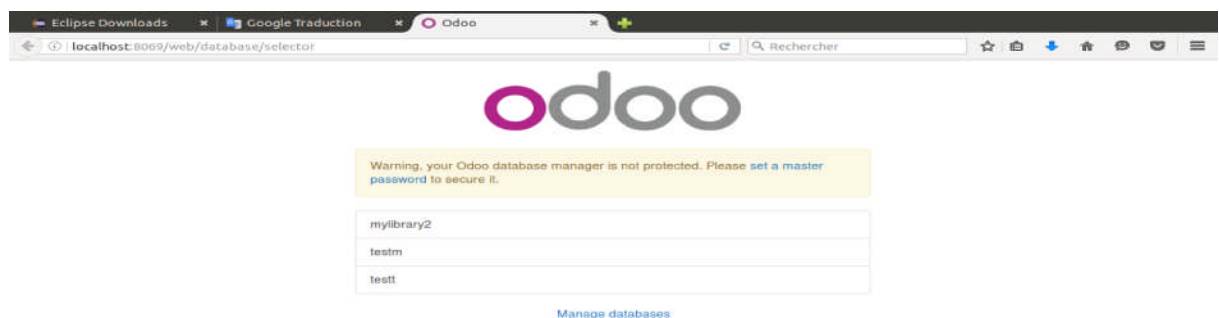 Eclipse Downloads Google Traduction Odoo
localhost:8069/web/database/selector Rechercher
odoo
Warning, your Odoo database manager is not protected. Please set a master
password to secure it.
mylibrary2
testm
testt
Manage databases